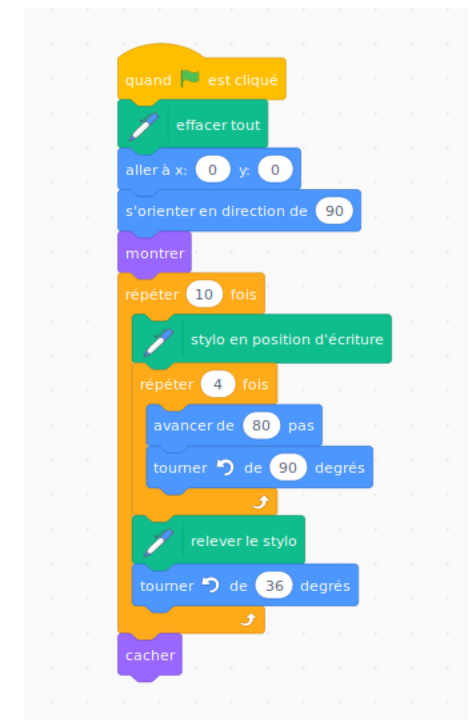 quand est cliqué
effacer tout
aller à x: 0 y: 0
s'orienter en direction de 90
montrer
répéter 10 fois
stylo en position d'écriture
répéter 4 fois
avancer de 80 pas
tourner de 90 degrés
relever le stylo
tourner de 36 degrés
cacher